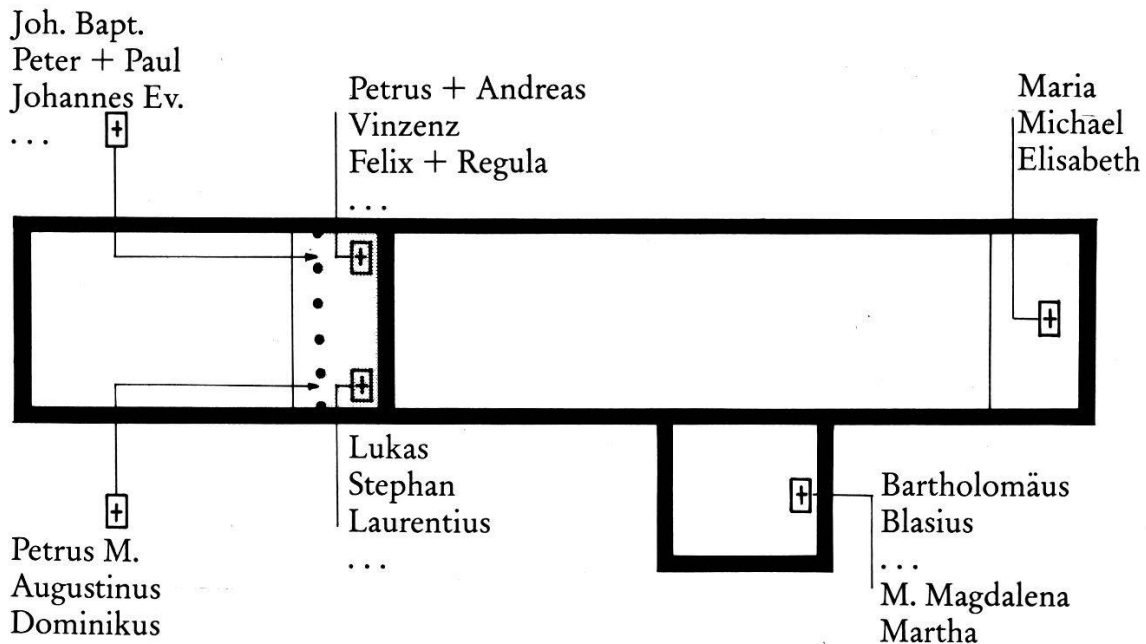 Joh. Bapt.
Peter + Paul
Johannes Ev.
. . .
Petrus + Andreas
Vinzenz
Felix + Regula
. . .
Maria
Michael
Elisabeth
Lukas
Stephan
Laurentius
. . .
Petrus M.
Augustinus
Dominikus
Bartholomäus
Blasius
. . .
M. Magdalena
Martha